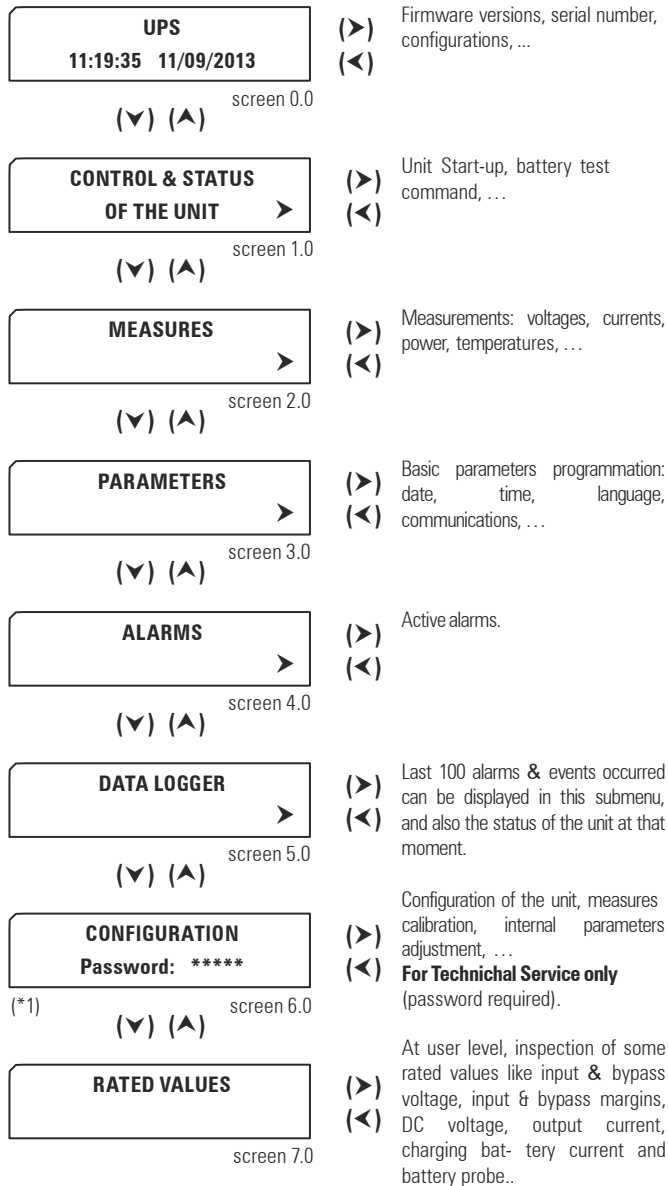 UPS
11:19:35 11/09/2013
(➤)
(➤)
Firmware versions, serial number,
configurations, ...
screen 0.0
(⮟) (⮝)
CONTROL & STATUS
OF THE UNIT ➤
(➤)
(⮜)
Unit Start-up, battery test
command, ...
screen 1.0
(⮟) (⮝)
MEASURES
➤
(➤)
(⮜)
Measurements: voltages, currents,
power, temperatures, ...
screen 2.0
(⮟) (⮝)
PARAMETERS
➤
(➤)
(⮜)
Basic parameters programmation:
date, time, language,
communications, ...
screen 3.0
(⮟) (⮝)
ALARMS
➤
(➤)
(⮜)
Active alarms.
screen 4.0
(⮟) (⮝)
DATA LOGGER
➤
(➤)
(⮜)
Last 100 alarms & events occurred
can be displayed in this submenu,
and also the status of the unit at that
moment.
screen 5.0
(⮟) (⮝)
CONFIGURATION
Password: *****
(➤)
(⮜)
Configuration of the unit, measures
calibration, internal parameters
adjustment, ...
For Technichal Service only
(password required).
(*1)
screen 6.0
(⮟) (⮝)
RATED VALUES
(➤)
(⮜)
At user level, inspection of some
rated values like input & bypass
voltage, input & bypass margins,
DC voltage, output current,
charging bat- tery current and
battery probe..
screen 7.0